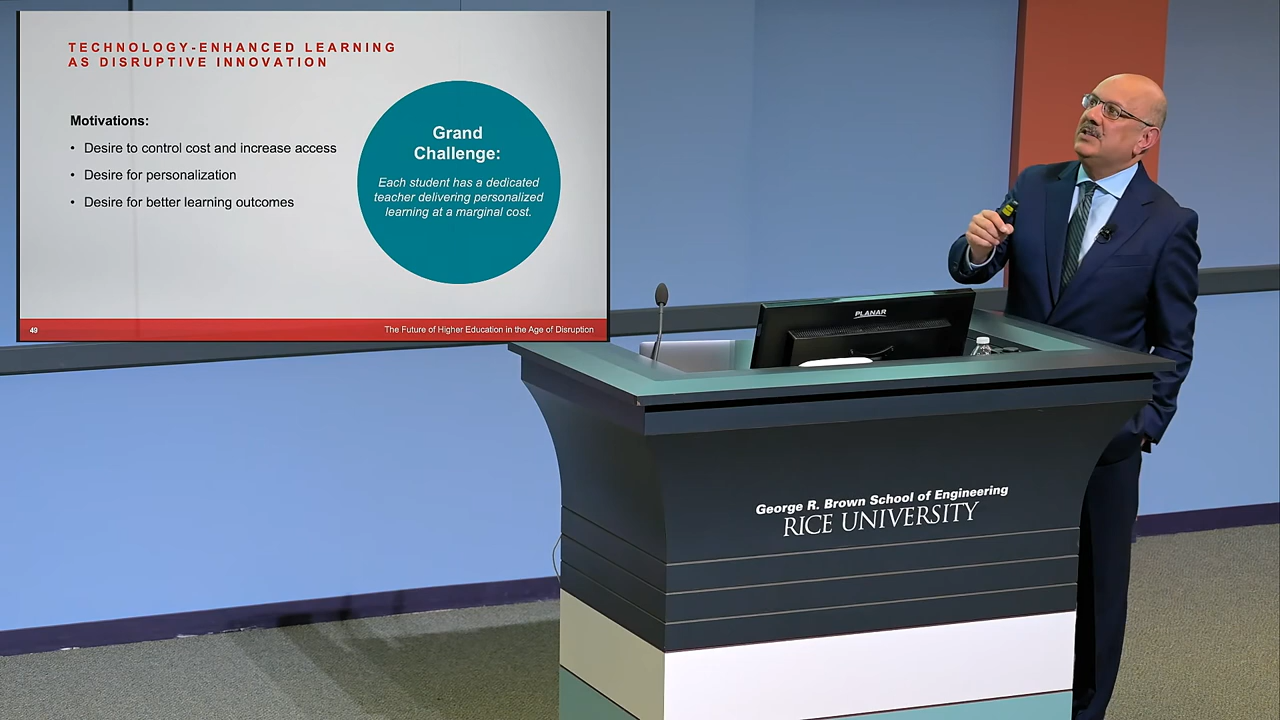 TECHNOLOGY-ENHANCED LEARNING
AS DISRUPTIVE INNOVATION
Motivations:
• Desire to control cost and increase access
• Desire for personalization
• Desire for better learning outcomes
Grand
Challenge:
Each student has a dedicated
teacher delivering personalized
learning at a marginal cost.
49
The Future of Higher Education in the Age of Disruption
PLANAR
George R. Brown School of Engineering
RICE UNIVERSITY